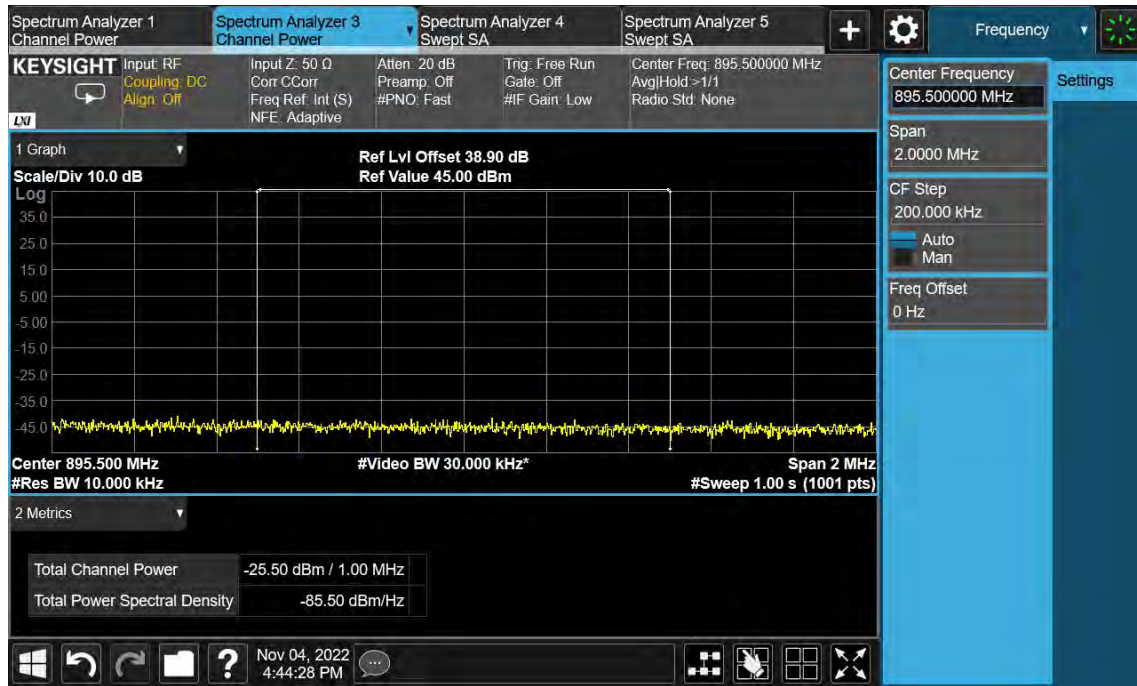 Spectrum Analyzer 1
Channel Power
Spectrum Analyzer 3
Channel Power
Spectrum Analyzer 4
Swept SA
Spectrum Analyzer 5
Swept SA
+
Frequency
KEYSIGHT
LXI
Input: RF
Coupling: DC
Align: Off
Input Z: 50 Ω
Corr CCorr
Freq Ref: Int (S)
NFE: Adaptive
Atten: 20 dB
Preamp: Off
#PNO: Fast
Trig: Free Run
Gate: Off
#IF Gain: Low
Center Freq: 895.500000 MHz
Avg|Hold >1/1
Radio Std: None
1 Graph
Scale/Div 10.0 dB
Ref Lvl Offset 38.90 dB
Ref Value 45.00 dBm
Log
35.0
25.0
15.0
5.00
-5.00
-15.0
-25.0
-35.0
-45.0
Center 895.500 MHz
#Video BW 30.000 kHz*
Span 2 MHz
#Res BW 10.000 kHz
#Sweep 1.00 s (1001 pts)
2 Metrics
Total Channel Power -25.50 dBm / 1.00 MHz
Total Power Spectral Density -85.50 dBm/Hz
?
Nov 04, 2022
4:44:28 PM
Center Frequency
895.500000 MHz
Settings
Span
2.0000 MHz
CF Step
200.000 kHz
Auto
Man
Freq Offset
0 Hz